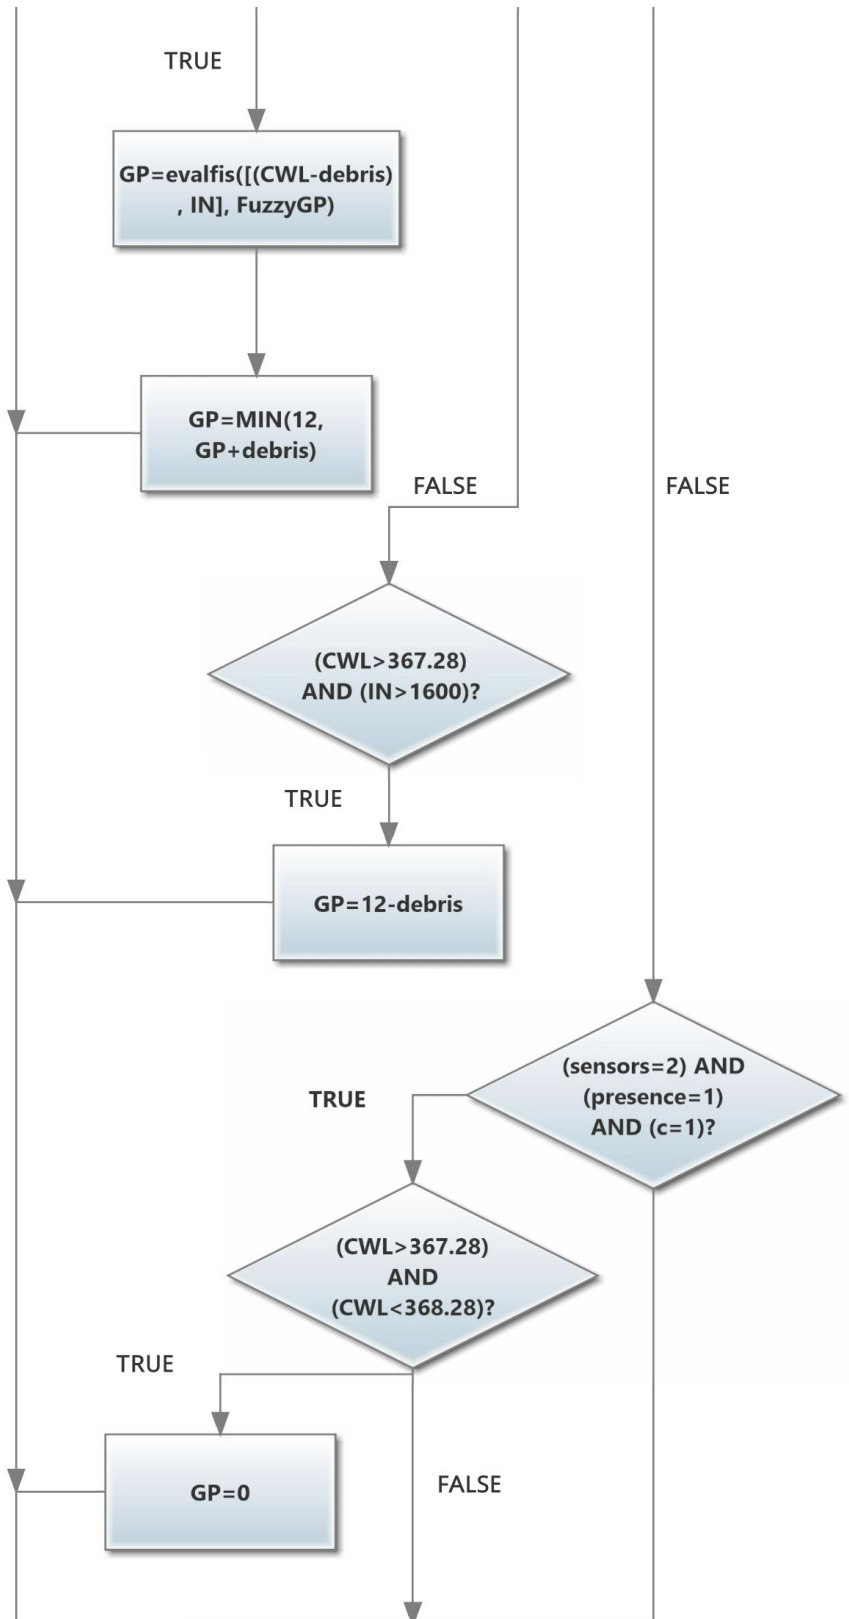 TRUE
GP=evalfis([(CWL-debris)
, IN], FuzzyGP)
GP=MIN(12,
GP+debris)
FALSE
FALSE
(CWL>367.28)
AND (IN>1600)?
TRUE
GP=12-debris
(sensors=2) AND
(presence=1)
AND (c=1)?
TRUE
(CWL>367.28)
AND
(CWL<368.28)?
TRUE
GP=0
FALSE